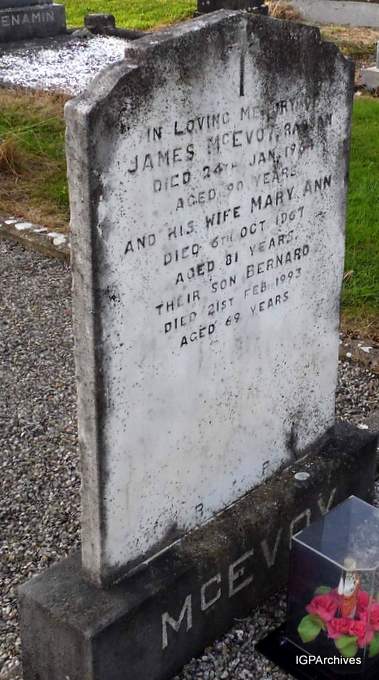 ENAMIN
IN LOVING MEMORY OF
JAMES MCEVOY,
DIED 24TH JAN. 196
AGED 90 YEARS
AND HIS WIFE MARY ANN
DIED 6TH OCT 1967
AGED 81 YEARS.
THEIR SON BERNARD
DIED 21ST FEB 1993
AGED 69 YEARS
R. P.
MCEVOY
IGPArchives